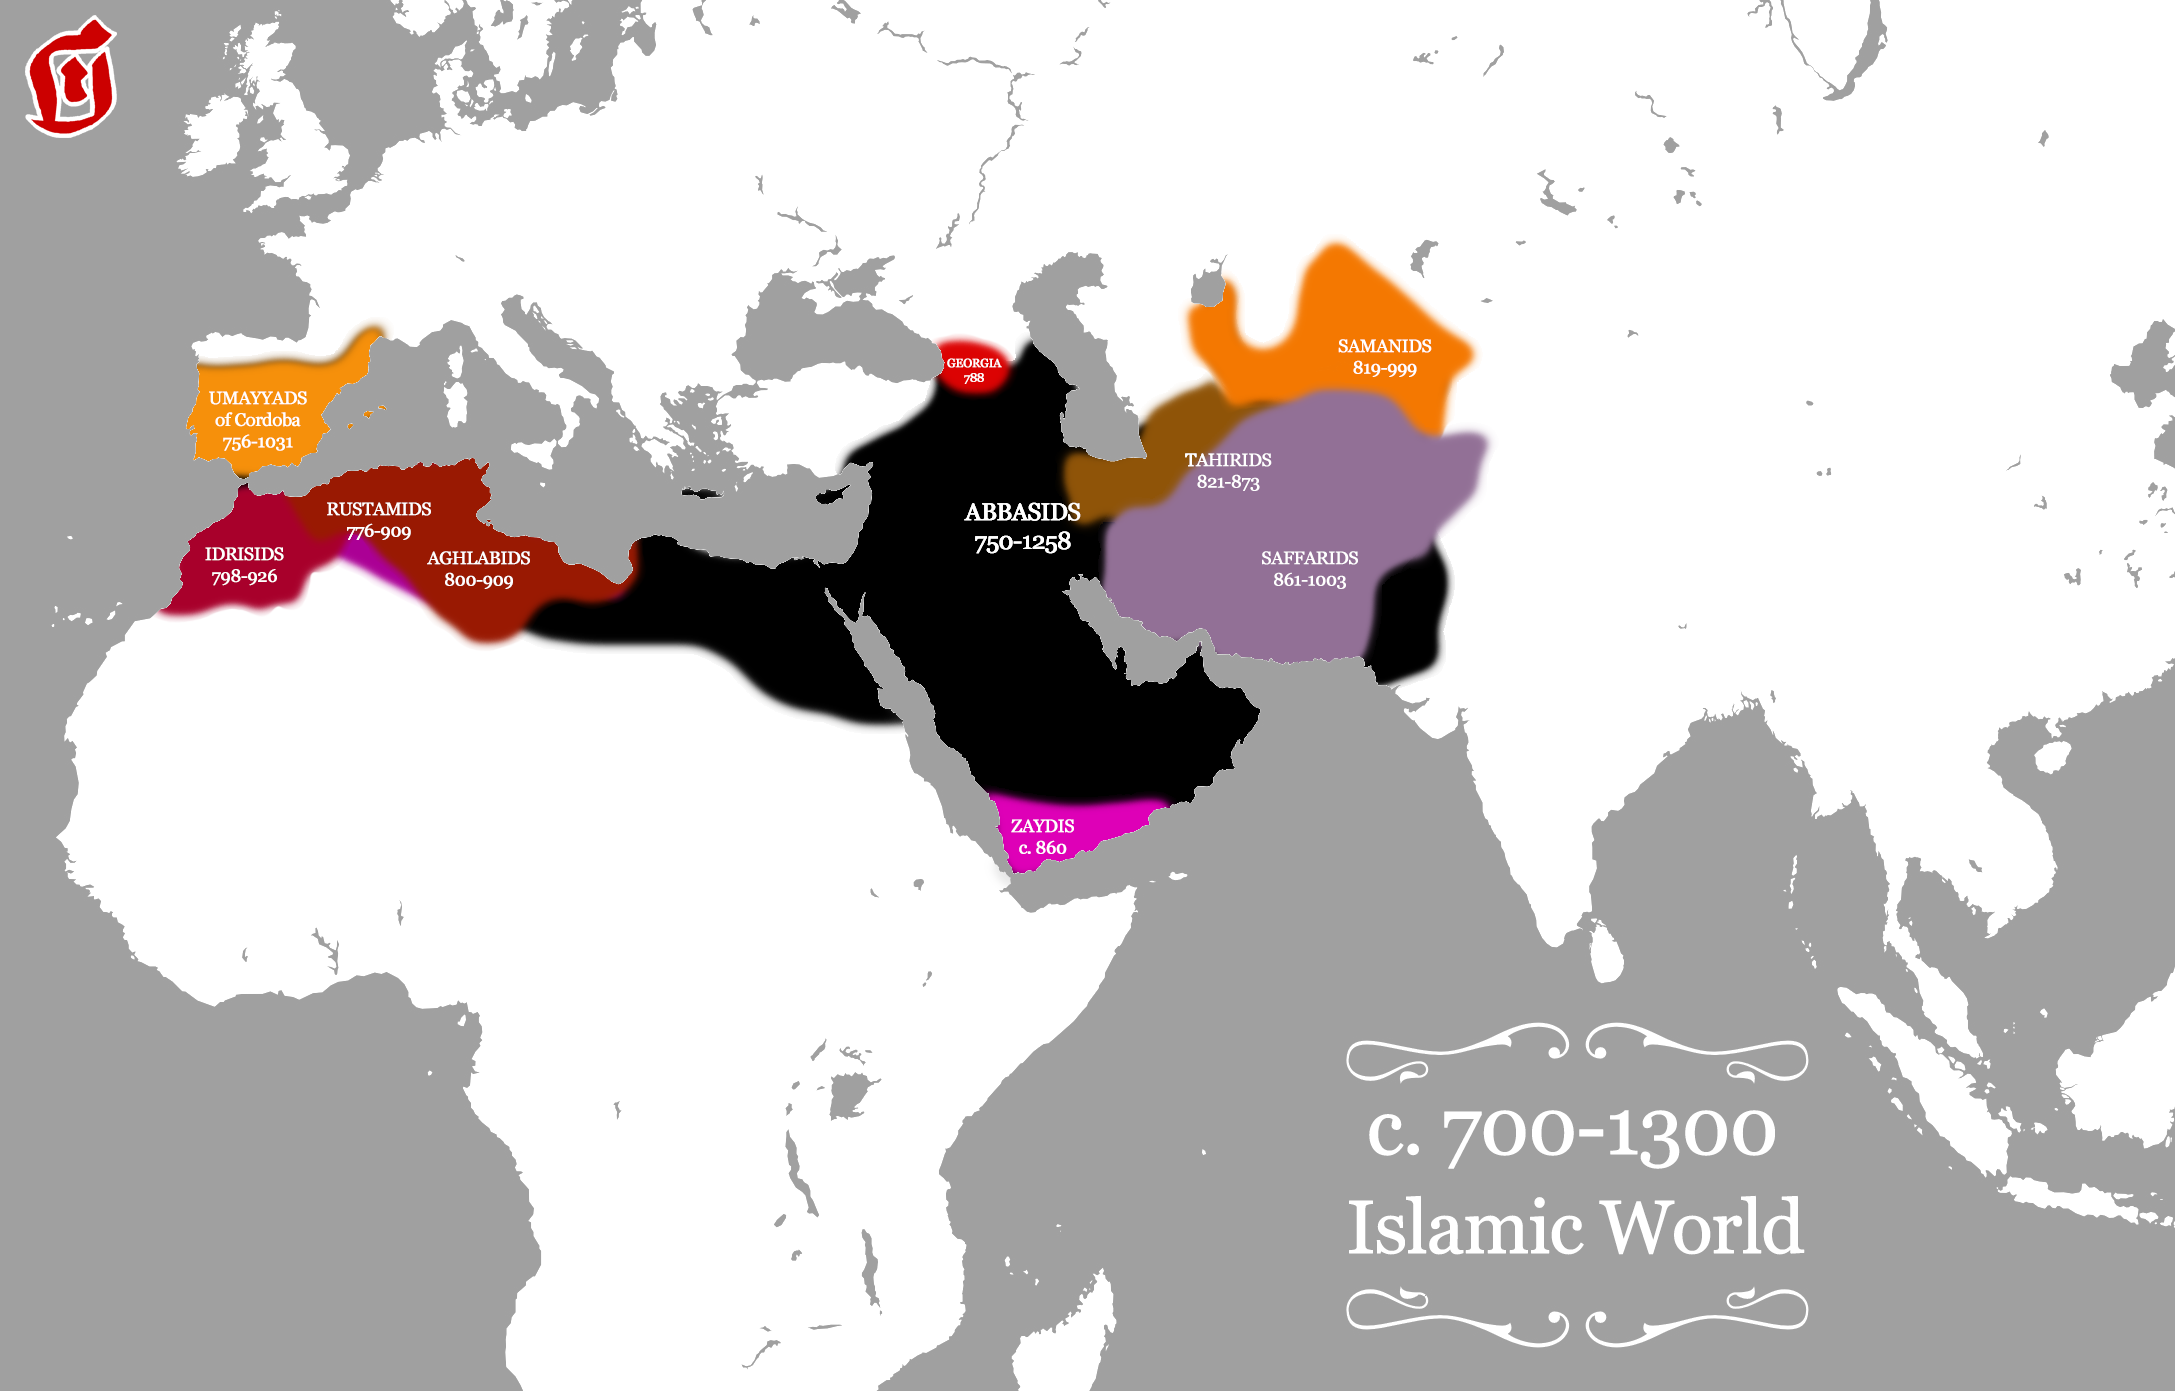 GEORGIA
788
SAMANIDS
819-999
UMAYYADS
of Cordoba
756-1031
TAHIRIDS
821-873
RUSTAMIDS
776-909
ABBASIDS
750-1258
IDRISIDS
798-926
AGHLABIDS
800-909
SAFFARIDS
861-1003
ZAYDIS
c. 860
c. 700-1300
Islamic World